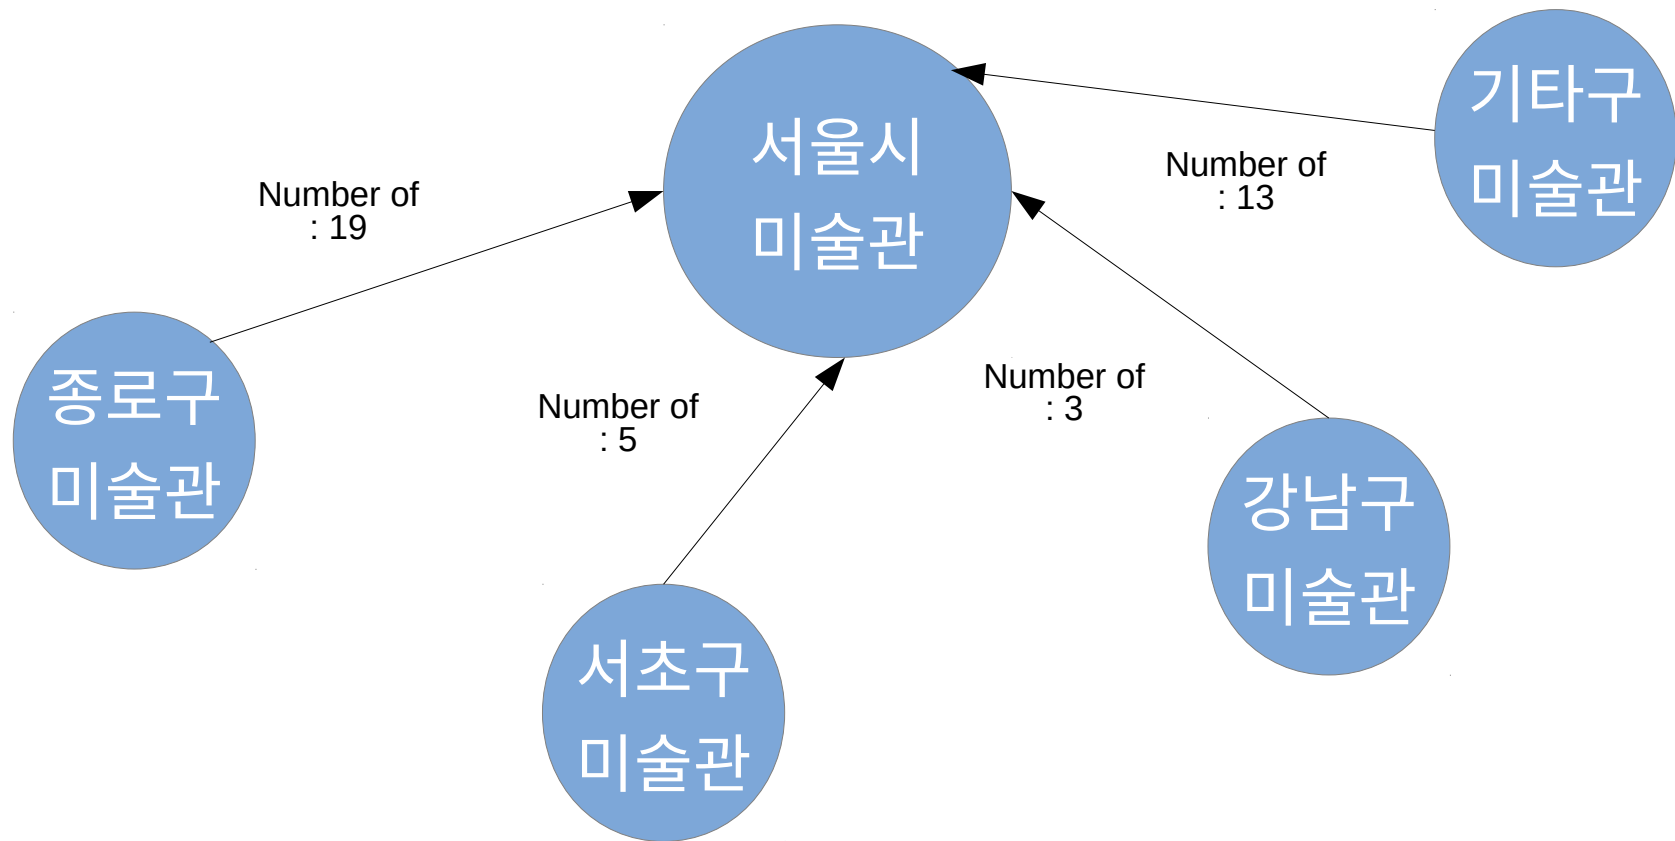 서울시
미술관
기타구
미술관
Number of
: 13
Number of
: 19
종로구
미술관
Number of
: 5
Number of
: 3
강남구
미술관
서초구
미술관